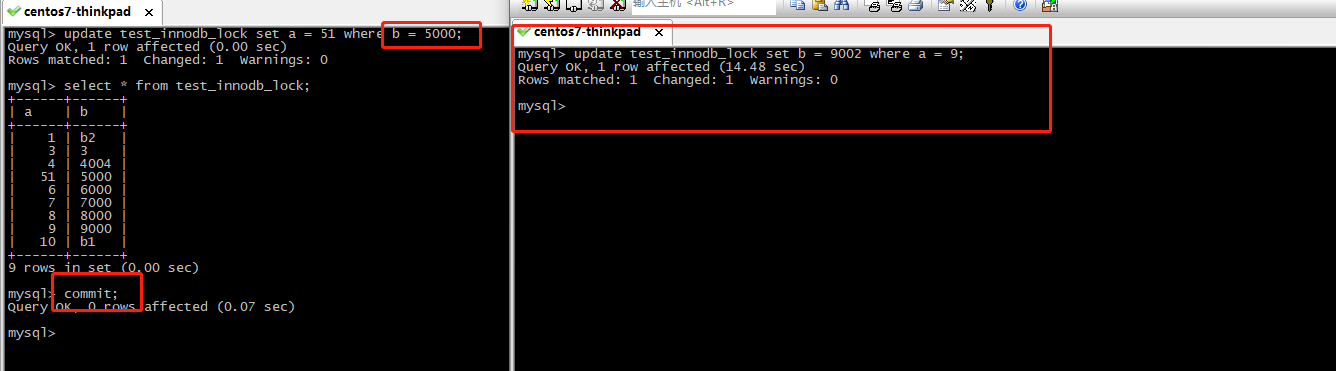 centos7-thinkpad ×
mysql> update test_innodb_lock set a = 51 where b = 5000;
Query OK, 1 row affected (0.00 sec)
Rows matched: 1  Changed: 1  Warnings: 0
mysql> select * from test_innodb_lock;
+------+------+
| a    | b    |
+------+------+
|    1 | b2   |
|    3 | 3    |
|    4 | 4004 |
|   51 | 5000 |
|    6 | 6000 |
|    7 | 7000 |
|    8 | 8000 |
|    9 | 9000 |
|   10 | b1   |
+------+------+
9 rows in set (0.00 sec)
mysql> commit;
Query OK, 0 rows affected (0.07 sec)
mysql>
输入主机 <Alt+R>
centos7-thinkpad ×
mysql> update test_innodb_lock set b = 9002 where a = 9;
Query OK, 1 row affected (14.48 sec)
Rows matched: 1  Changed: 1  Warnings: 0
mysql>